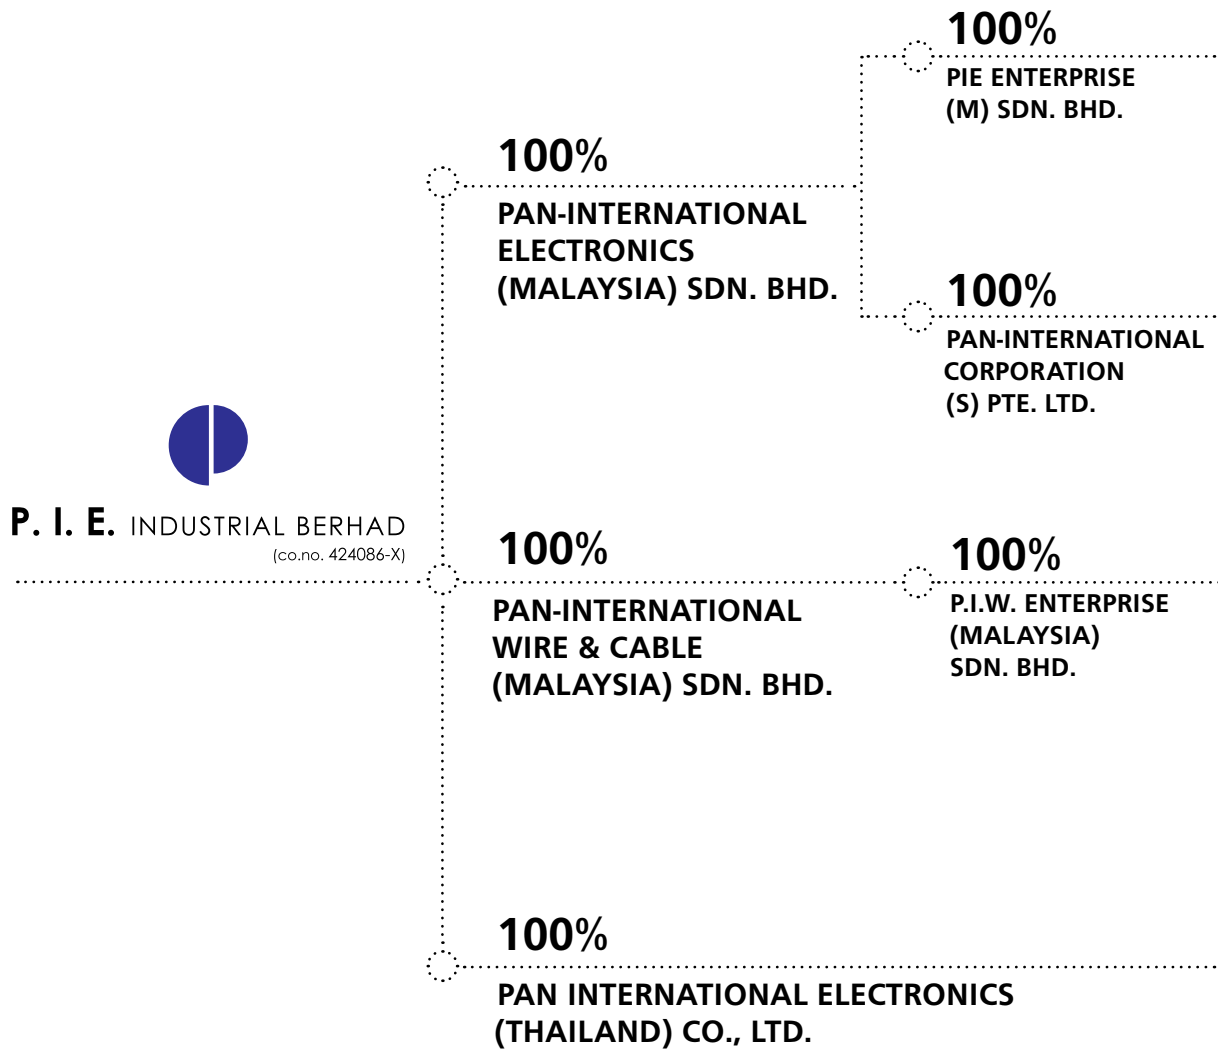 P. I. E. INDUSTRIAL BERHAD
(co.no. 424086-X)
100%
PAN-INTERNATIONAL
ELECTRONICS
(MALAYSIA) SDN. BHD.
100%
PIE ENTERPRISE
(M) SDN. BHD.
100%
PAN-INTERNATIONAL
CORPORATION
(S) PTE. LTD.
100%
PAN-INTERNATIONAL
WIRE & CABLE
(MALAYSIA) SDN. BHD.
100%
P.I.W. ENTERPRISE
(MALAYSIA)
SDN. BHD.
100%
PAN INTERNATIONAL ELECTRONICS
(THAILAND) CO., LTD.